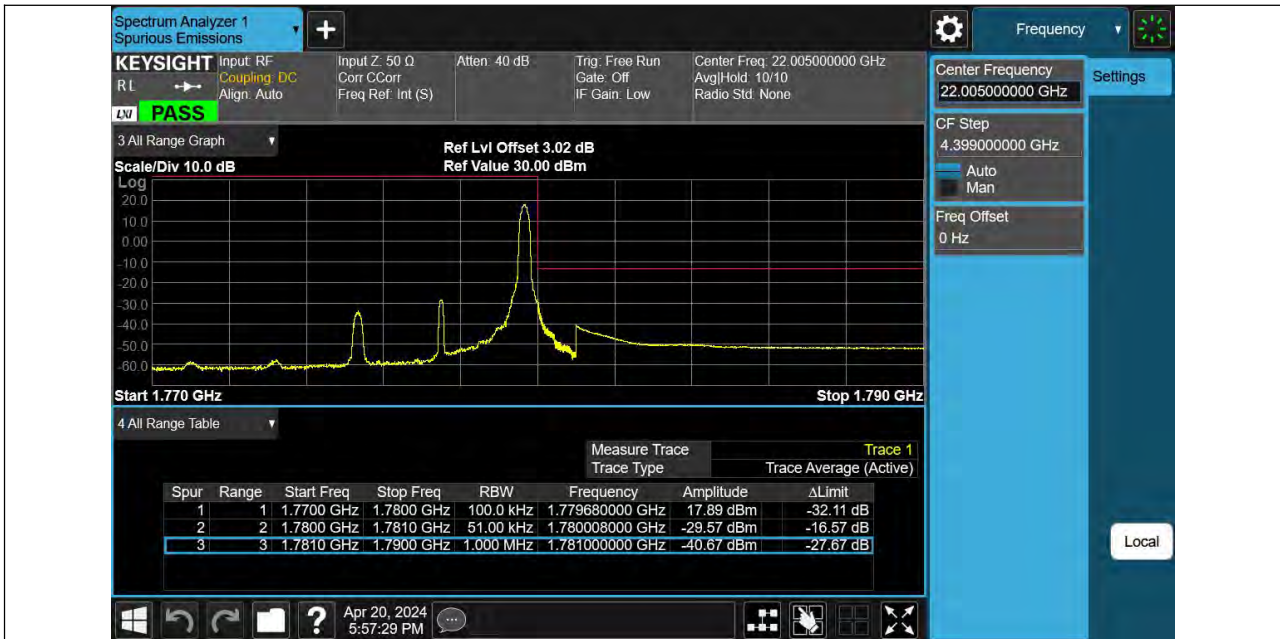 Spectrum Analyzer 1
Spurious Emissions
Frequency
KEYSIGHT
Input: RF
Coupling: DC
Align: Auto
Input Z: 50 Ω
Corr CCorr
Freq Ref: Int (S)
Atten: 40 dB
Trig: Free Run
Gate: Off
IF Gain: Low
Center Freq: 22.005000000 GHz
Avg|Hold: 10/10
Radio Std: None
R L
LXI
PASS
Center Frequency
22.005000000 GHz
Settings
CF Step
4.399000000 GHz
Auto
Man
Freq Offset
0 Hz
3 All Range Graph
Ref Lvl Offset 3.02 dB
Scale/Div 10.0 dB
Ref Value 30.00 dBm
Log
20.0
10.0
0.00
-10.0
-20.0
-30.0
-40.0
-50.0
-60.0
Start 1.770 GHz
Stop 1.790 GHz
4 All Range Table
Measure Trace Trace 1
Trace Type Trace Average (Active)
Spur Range Start Freq Stop Freq RBW Frequency Amplitude ΔLimit
1 1 1.7700 GHz 1.7800 GHz 100.0 kHz 1.779680000 GHz 17.89 dBm -32.11 dB
2 2 1.7800 GHz 1.7810 GHz 51.00 kHz 1.780008000 GHz -29.57 dBm -16.57 dB
3 3 1.7810 GHz 1.7900 GHz 1.000 MHz 1.781000000 GHz -40.67 dBm -27.67 dB
Local
Apr 20, 2024
5:57:29 PM